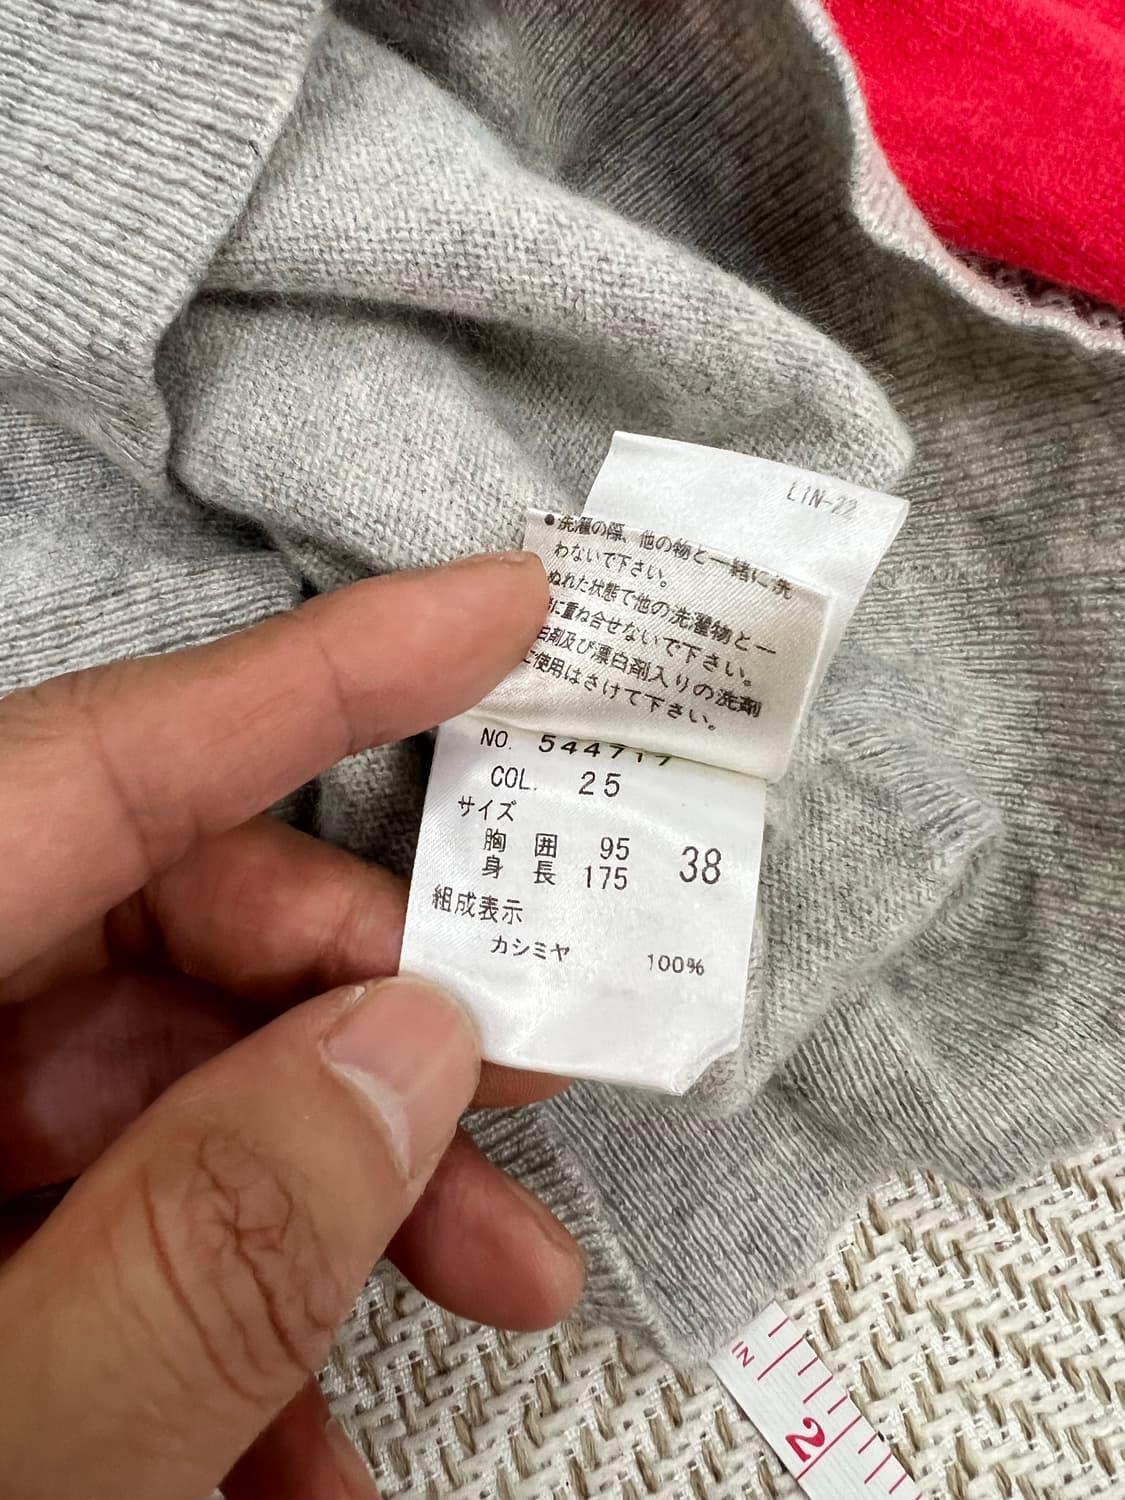 LIN-22
●洗濯の際、他の物と一緒に洗
わないで下さい。
ぬれた状態で他の洗濯物と一
に重ね合せないで下さい。
白剤及び漂白剤入りの洗剤
ご使用はさけて下さい。
NO. 544717
COL. 25
サイズ
胸 囲 95 38
身 長 175
組成表示
カシミヤ 100%
IN
2